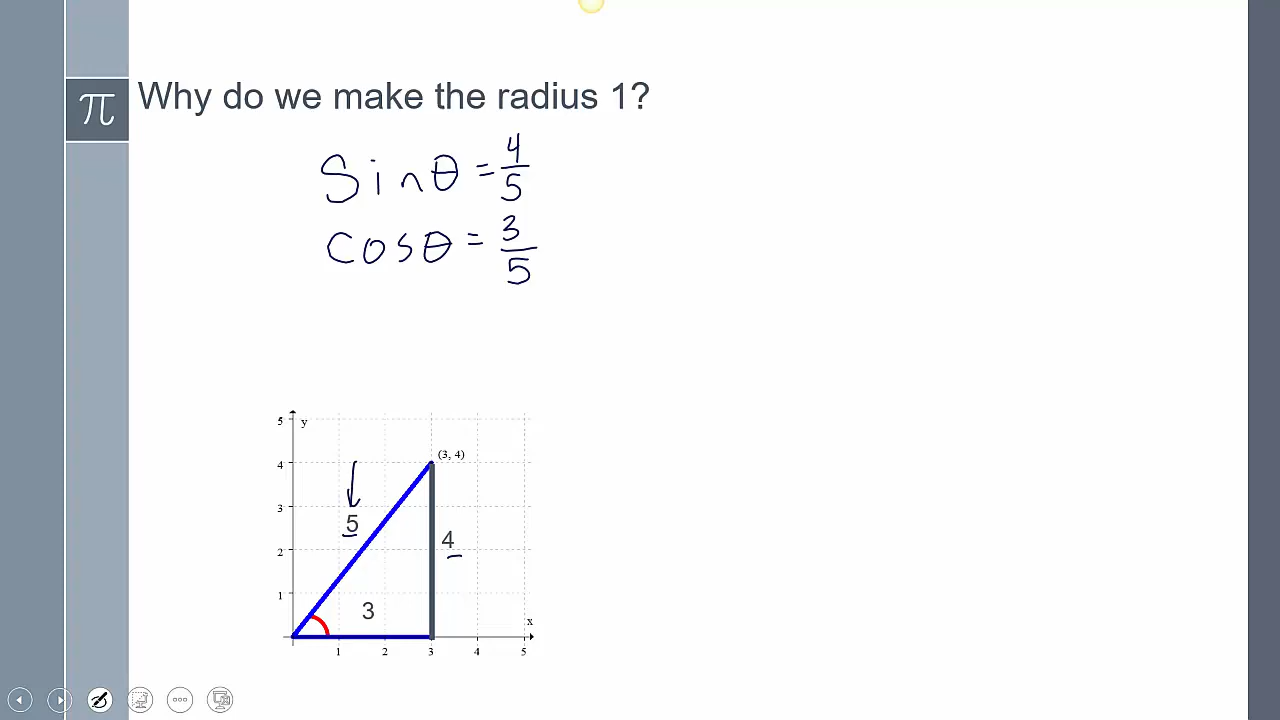 π
Why do we make the radius 1?
Sinθ = 4/5
cosθ = 3/5
5 y
4 (3, 4)
3
5
4
2
1
3
x
1 2 3 4 5